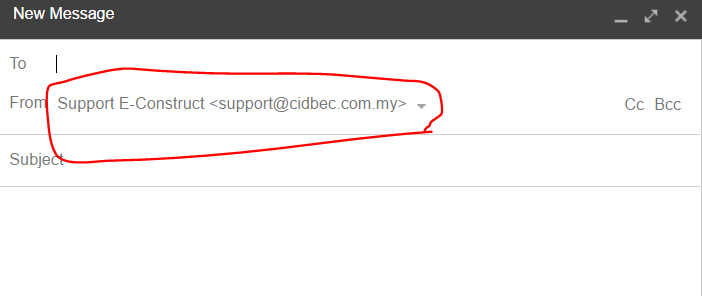 New Message
To
From Support E-Construct <support@cidbec.com.my> Cc Bcc
Subject